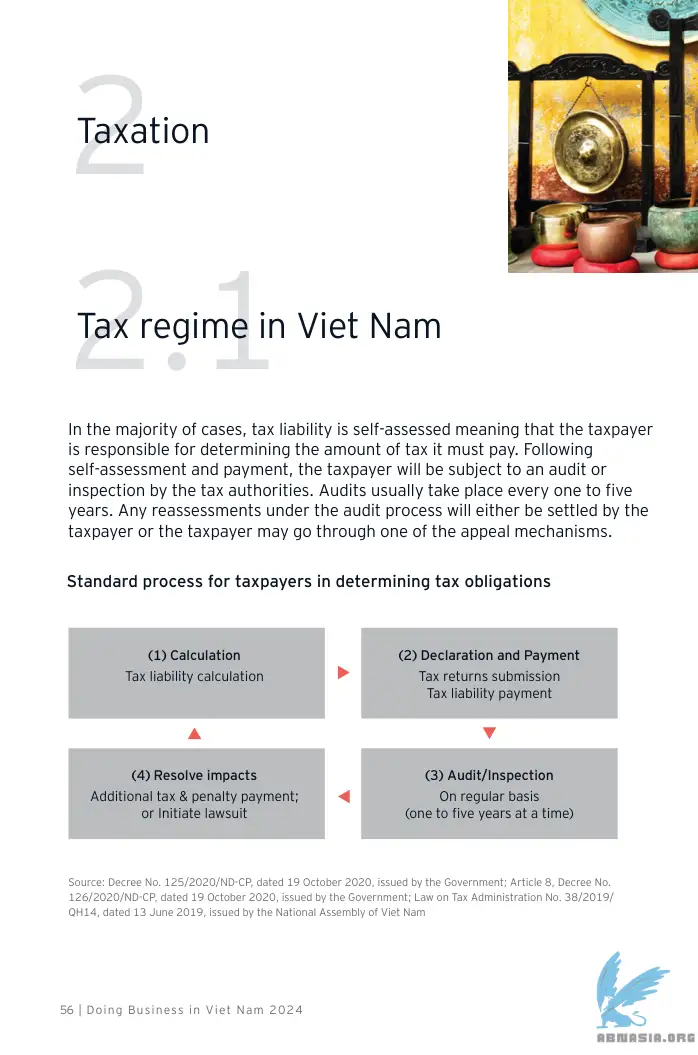 2
Taxation
2.1
Tax regime in Viet Nam
In the majority of cases, tax liability is self-assessed meaning that the taxpayer
is responsible for determining the amount of tax it must pay. Following
self-assessment and payment, the taxpayer will be subject to an audit or
inspection by the tax authorities. Audits usually take place every one to five
years. Any reassessments under the audit process will either be settled by the
taxpayer or the taxpayer may go through one of the appeal mechanisms.
Standard process for taxpayers in determining tax obligations
(1) Calculation
Tax liability calculation
(2) Declaration and Payment
Tax returns submission
Tax liability payment
(3) Audit/Inspection
On regular basis
(one to five years at a time)
(4) Resolve impacts
Additional tax & penalty payment;
or Initiate lawsuit
Source: Decree No. 125/2020/ND-CP, dated 19 October 2020, issued by the Government; Article 8, Decree No.
126/2020/ND-CP, dated 19 October 2020, issued by the Government; Law on Tax Administration No. 38/2019/
QH14, dated 13 June 2019, issued by the National Assembly of Viet Nam
56 | Doing Business in Viet Nam 2024
ABNASIA.ORG